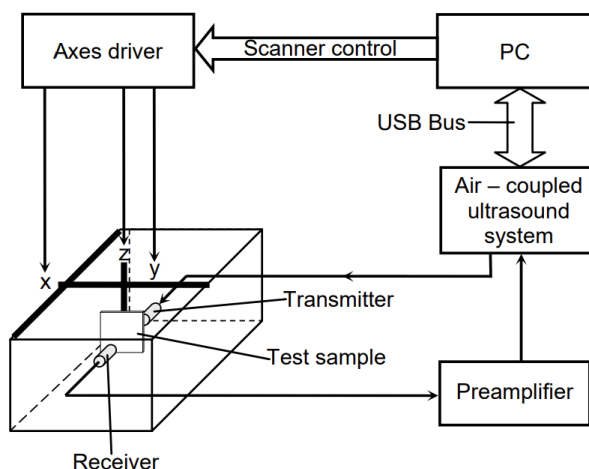 Axes driver
Scanner control
PC
USB Bus
Air – coupled
ultrasound
system
x
z
y
Transmitter
Test sample
Preamplifier
Receiver